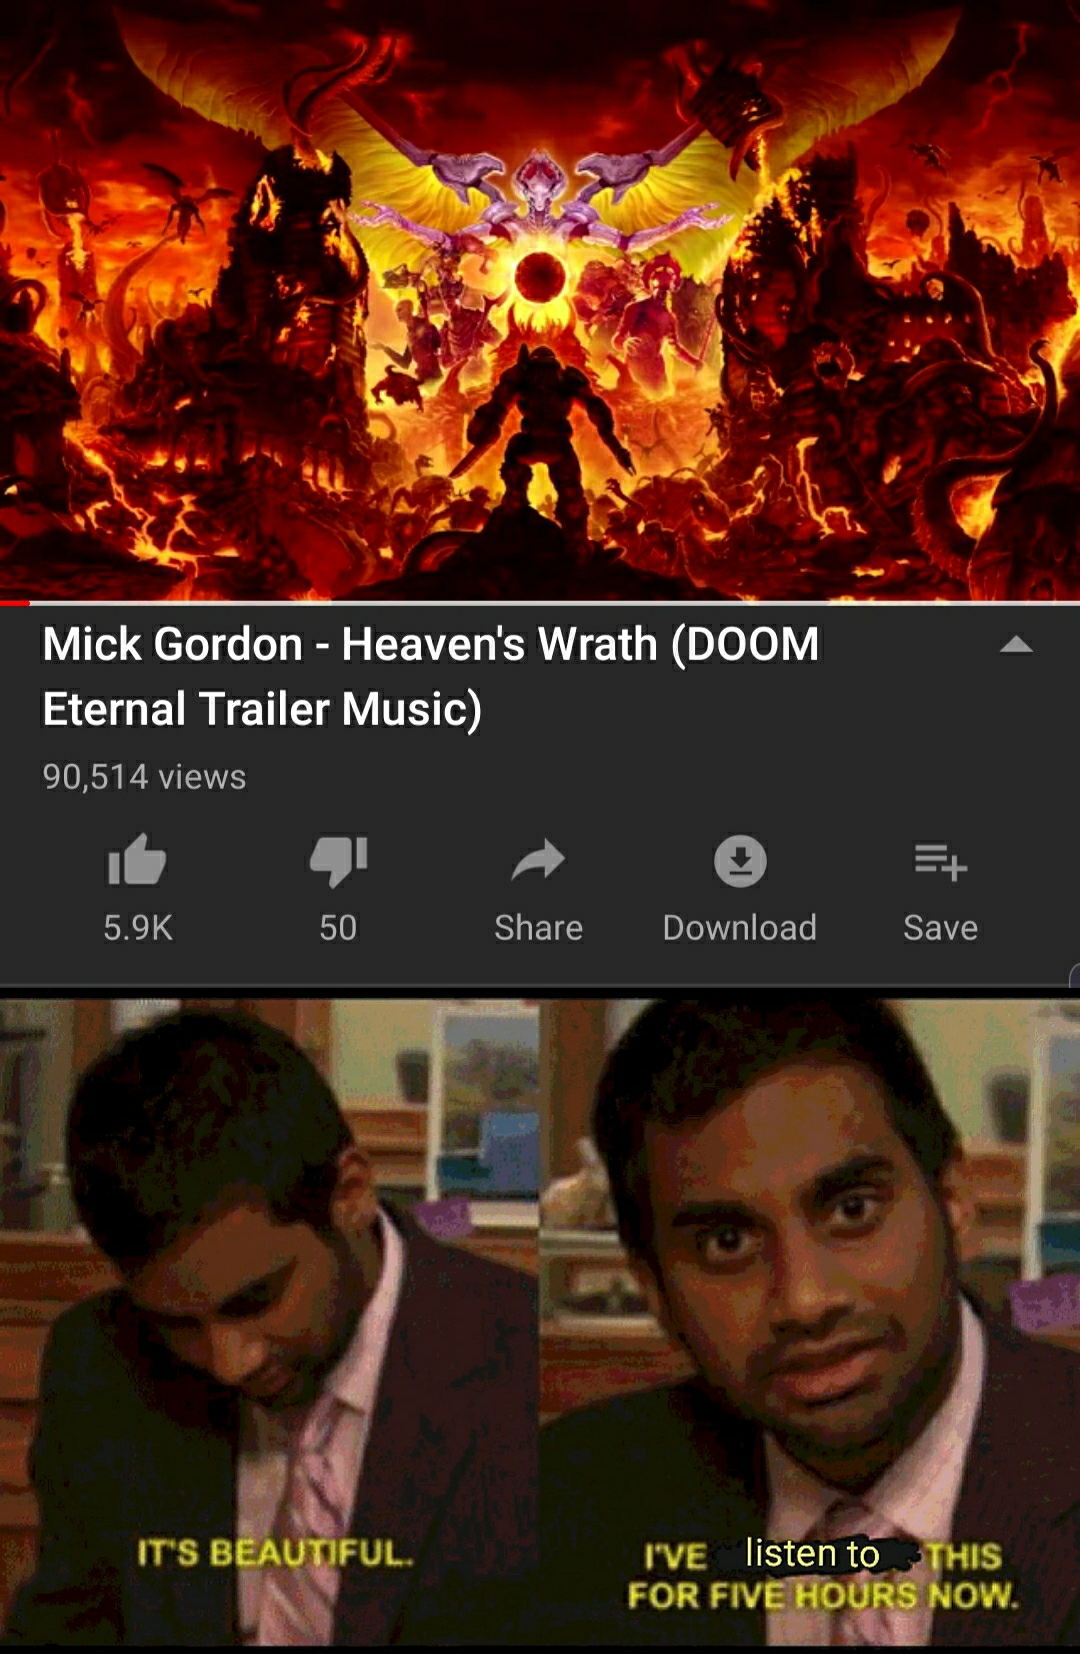 Mick Gordon - Heaven's Wrath (DOOM
Eternal Trailer Music)
90,514 views
5.9K
50
Share
Download
Save
IT'S BEAUTIFUL.
I'VE listen to THIS
FOR FIVE HOURS NOW.